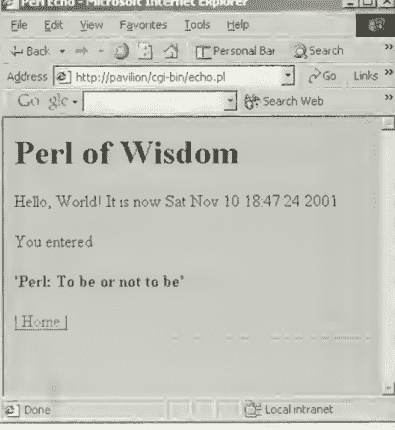 Perl Echo - Microsoft Internet Explorer
File Edit View Favorites Tools Help
Back Personal Bar Search »
Address http://pavilion/cgi-bin/echo.pl Go Links »
Google Search Web »
Perl of Wisdom
Hello, World! It is now Sat Nov 10 18:47:24 2001
You entered
'Perl: To be or not to be'
| Home |
Done Local intranet